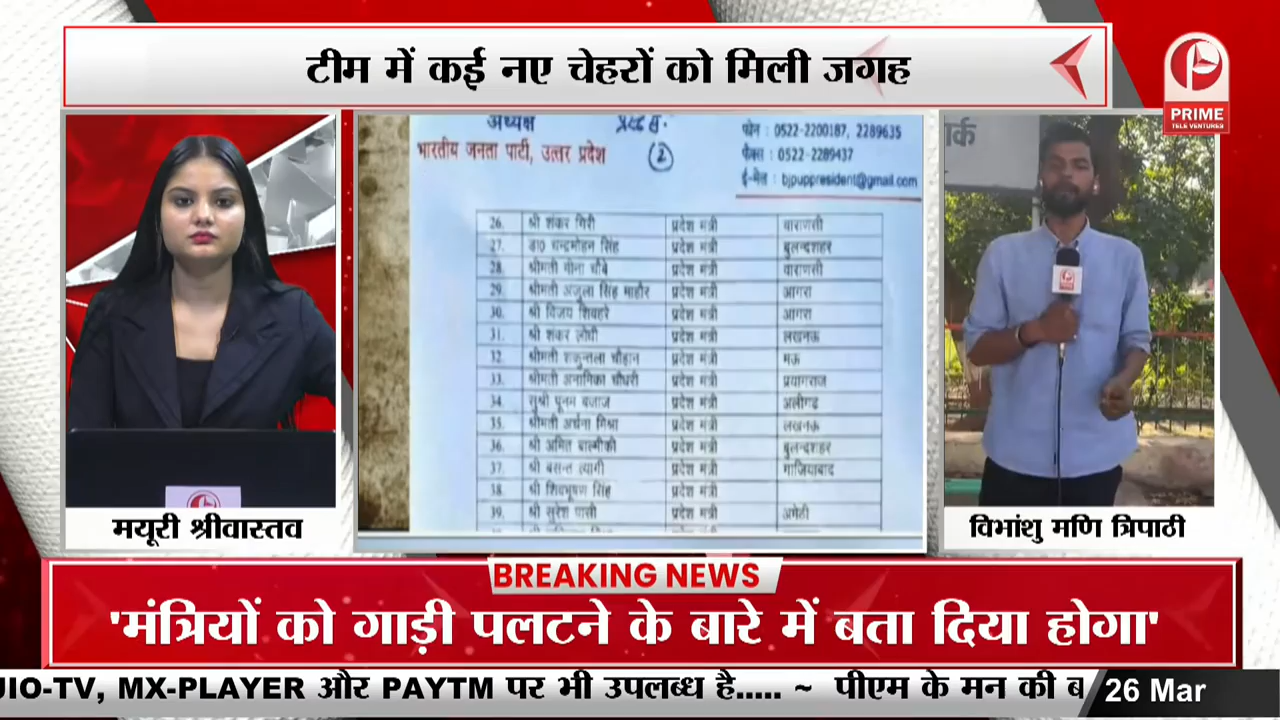 टीम में कई नए चेहरों को मिली जगह
PRIME
TELE VENTURES
र्क
अध्यक्ष
भारतीय जनता पार्टी, उत्तर प्रदेश
(2)
फोन : 0522-2200187, 2289635
फैक्स : 0522-2289437
ई-मेल : bjpuppresident@gmail.com
26. श्री शंकर गिरी प्रदेश मंत्री वाराणसी
27. डा0 चन्द्रमोहन सिंह प्रदेश मंत्री बुलन्दशहर
28. श्रीमती मीना चौबे प्रदेश मंत्री वाराणसी
29. श्रीमती अंजुला सिंह माहौर प्रदेश मंत्री आगरा
30. श्री विजय शिवहरे प्रदेश मंत्री आगरा
31. श्री शंकर लोधी प्रदेश मंत्री लखनऊ
32. श्रीमती शकुन्तला चौहान प्रदेश मंत्री मऊ
33. श्रीमती अनामिका चौधरी प्रदेश मंत्री प्रयागराज
34. सुश्री पूनम बजाज प्रदेश मंत्री अलीगढ़
35. श्रीमती अर्चना मिश्रा प्रदेश मंत्री लखनऊ
36. श्री अमित बाल्मीकी प्रदेश मंत्री बुलन्दशहर
37. श्री बसन्त त्यागी प्रदेश मंत्री गाजियाबाद
38. श्री शिवभूषण सिंह प्रदेश मंत्री
39. श्री सुरेश पासी प्रदेश मंत्री अमेठी
मयूरी श्रीवास्तव
विभांशु मणि त्रिपाठी
BREAKING NEWS
'मंत्रियों को गाड़ी पलटने के बारे में बता दिया होगा'
JIO-TV, MX-PLAYER और PAYTM पर भी उपलब्ध है..... ~ पीएम के मन की ब
26 Mar